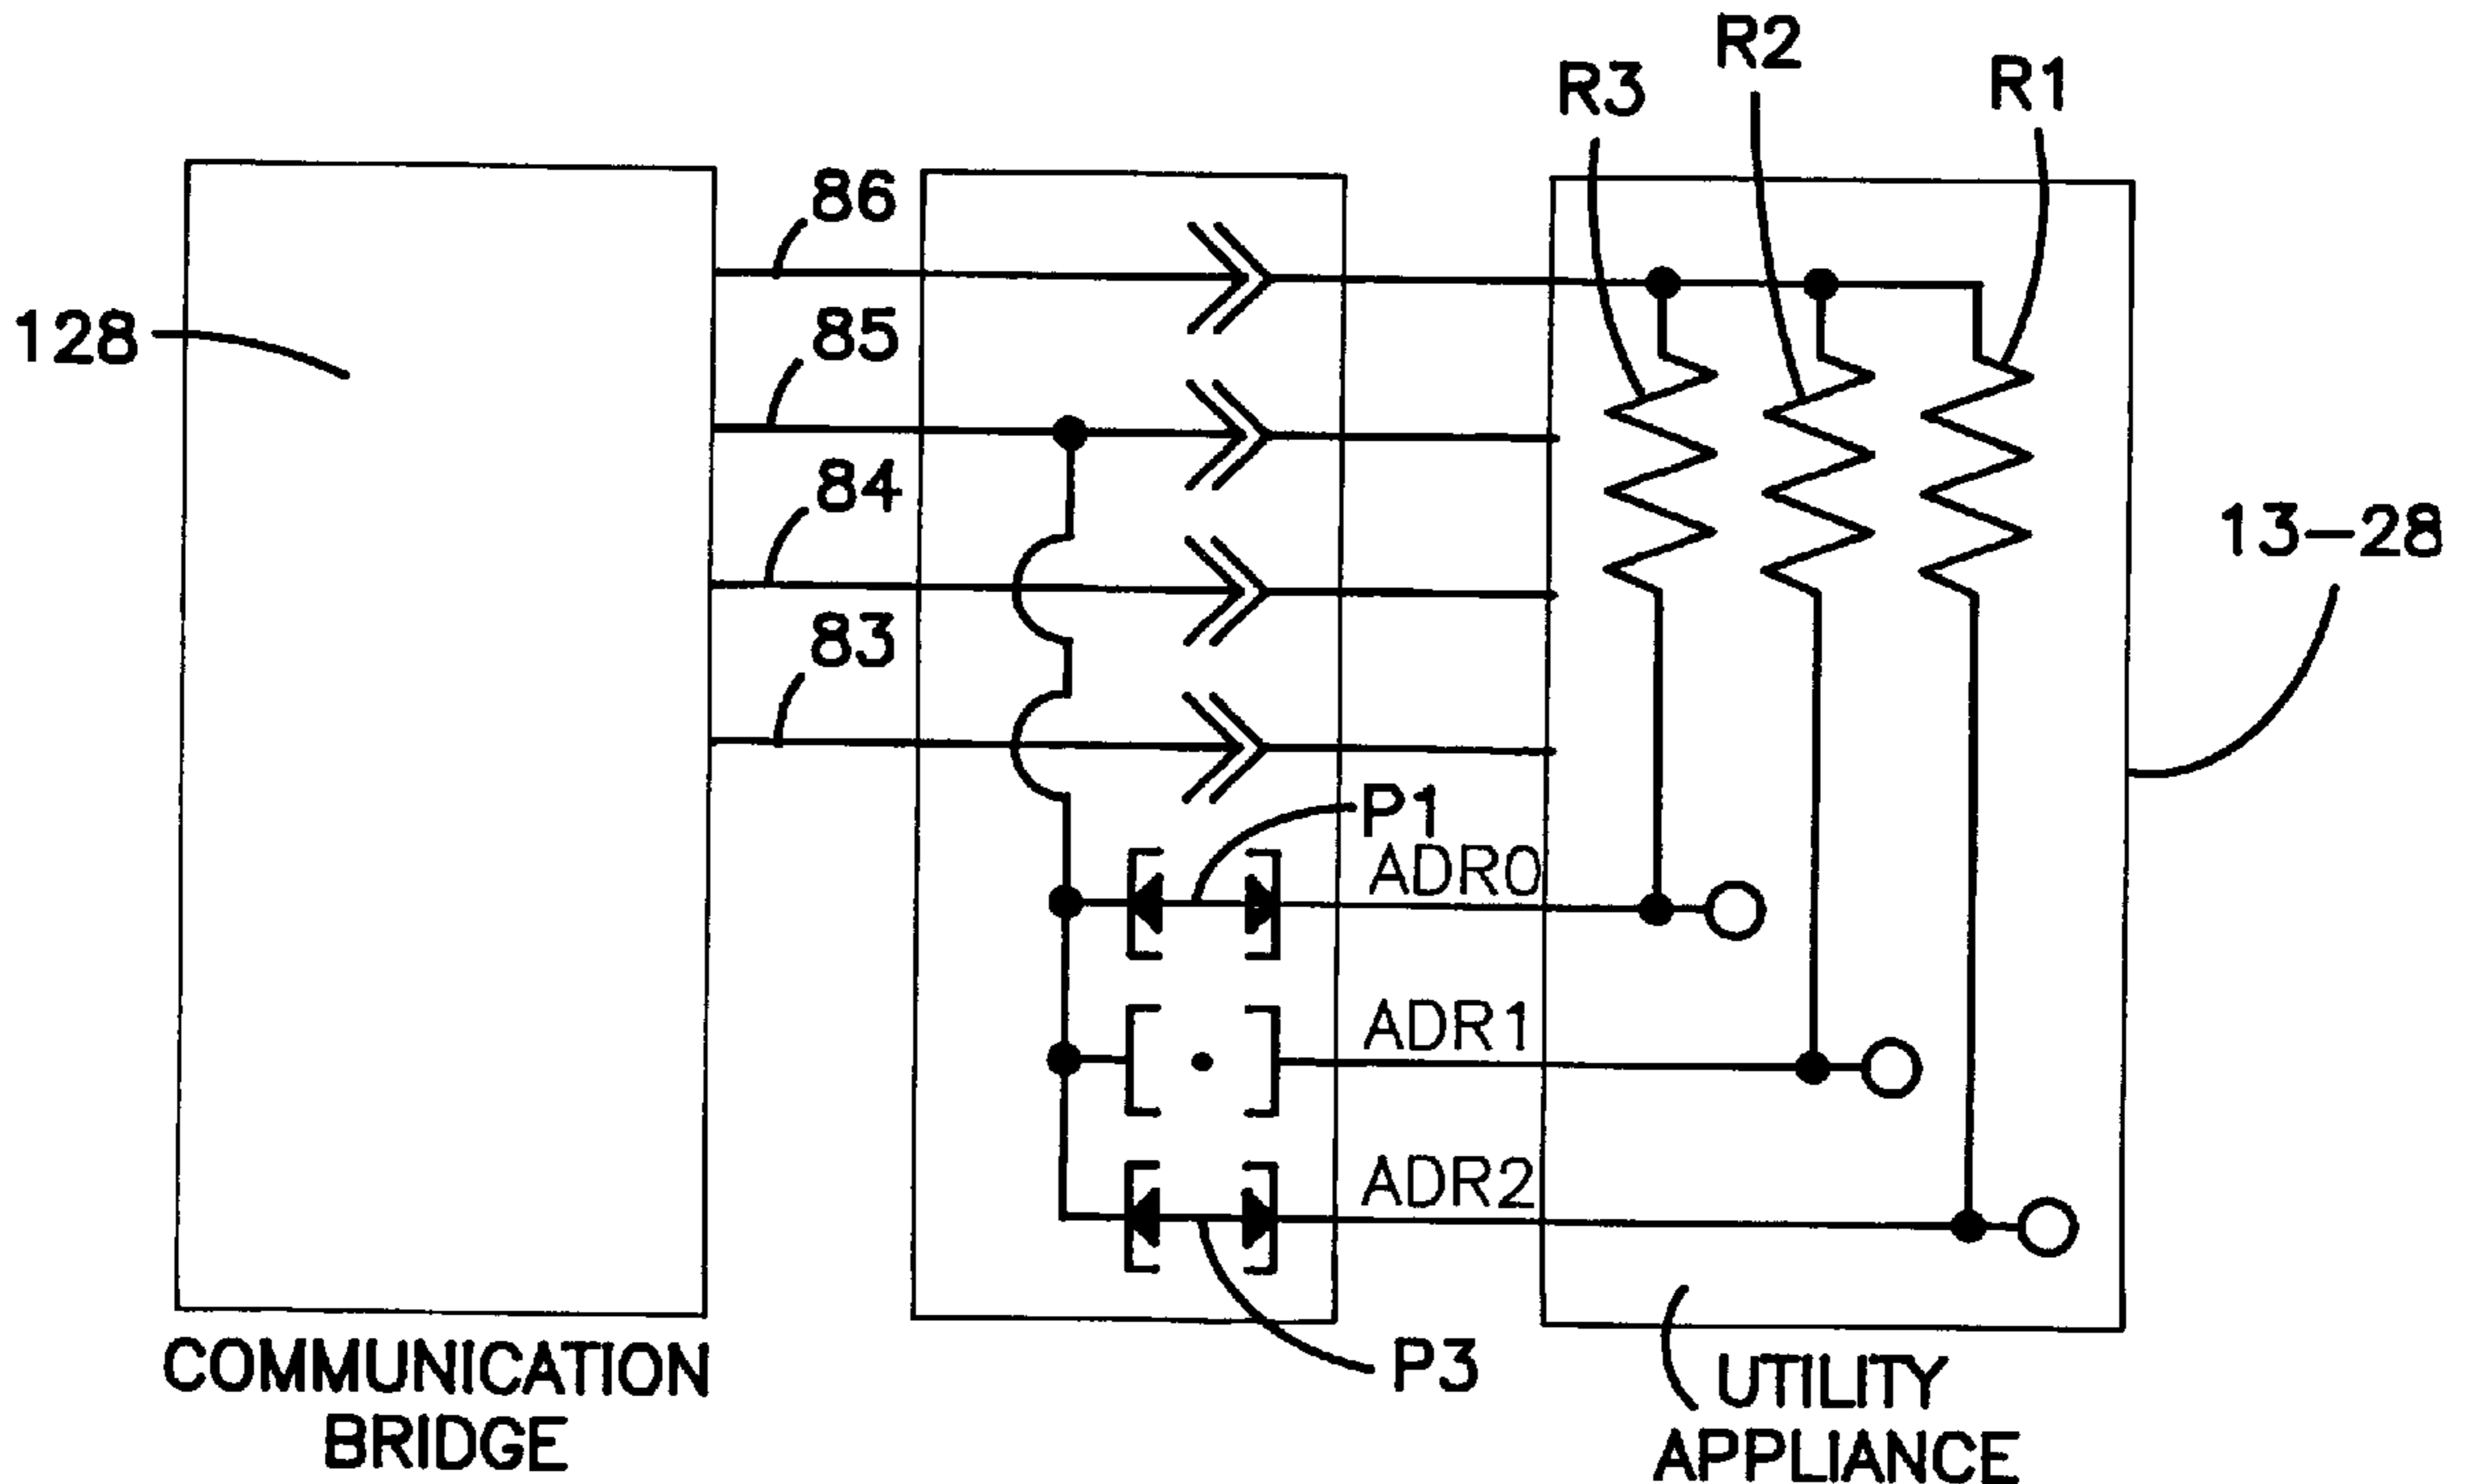 R2
R3
R1
86
128
85
84
13-28
83
P1
ADR0
ADR1
ADR2
P3
COMMUNICATION
BRIDGE
UTILITY
APPLIANCE